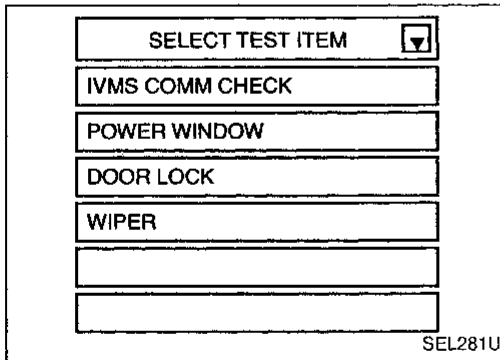 SELECT TEST ITEM
IVMS COMM CHECK
POWER WINDOW
DOOR LOCK
WIPER
SEL281U